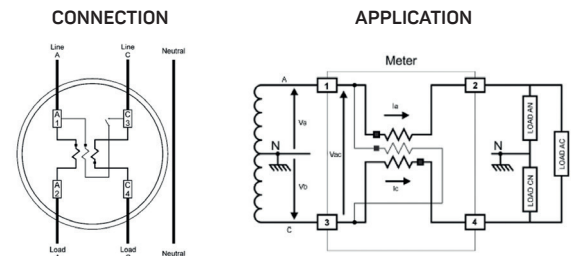 CONNECTION
Line
A
Line
C
Neutral
A
1
C
3
A
2
C
4
Load
A
Load
C
Neutral
APPLICATION
Meter
A
1
2
Ia
Va
N
Vac
Vb
Ic
C
3
4
N
LOAD AN
LOAD CN
LOAD AC